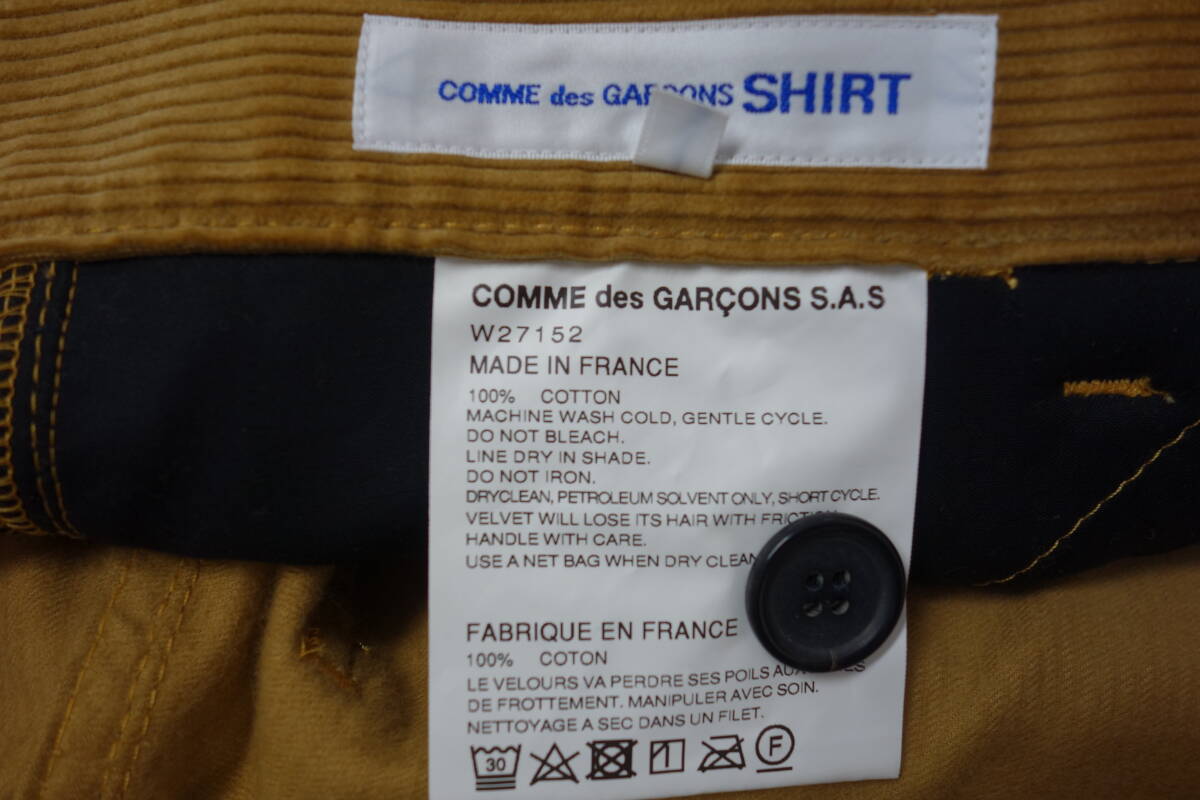 COMME des GARÇONS SHIRT
COMME des GARÇONS S.A.S
W27152
MADE IN FRANCE
100% COTTON
MACHINE WASH COLD, GENTLE CYCLE.
DO NOT BLEACH.
LINE DRY IN SHADE.
DO NOT IRON.
DRYCLEAN, PETROLEUM SOLVENT ONLY, SHORT CYCLE.
VELVET WILL LOSE ITS HAIR WITH FRICTION.
HANDLE WITH CARE.
USE A NET BAG WHEN DRY CLEAN
FABRIQUE EN FRANCE
100% COTON
LE VELOURS VA PERDRE SES POILS AUX
DE FROTTEMENT. MANIPULER AVEC SOIN.
NETTOYAGE A SEC DANS UN FILET.
30 F